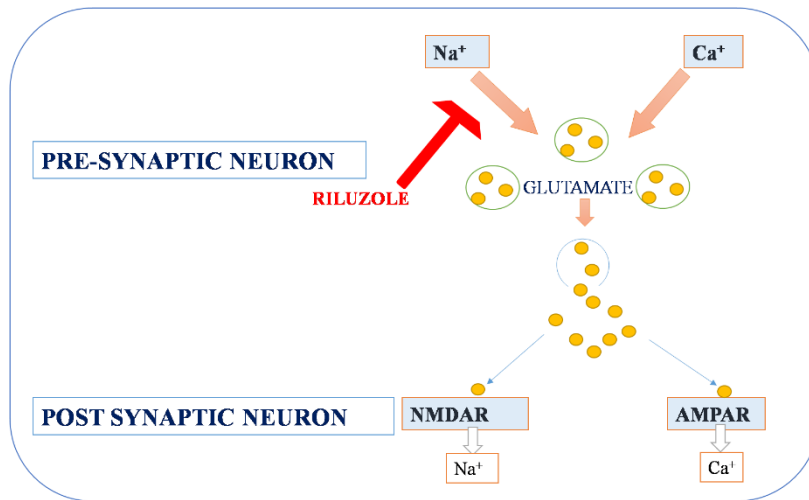 Na⁺
Ca⁺
PRE-SYNAPTIC NEURON
RILUZOLE
GLUTAMATE
POST SYNAPTIC NEURON
NMDAR
AMPAR
Na⁺
Ca⁺